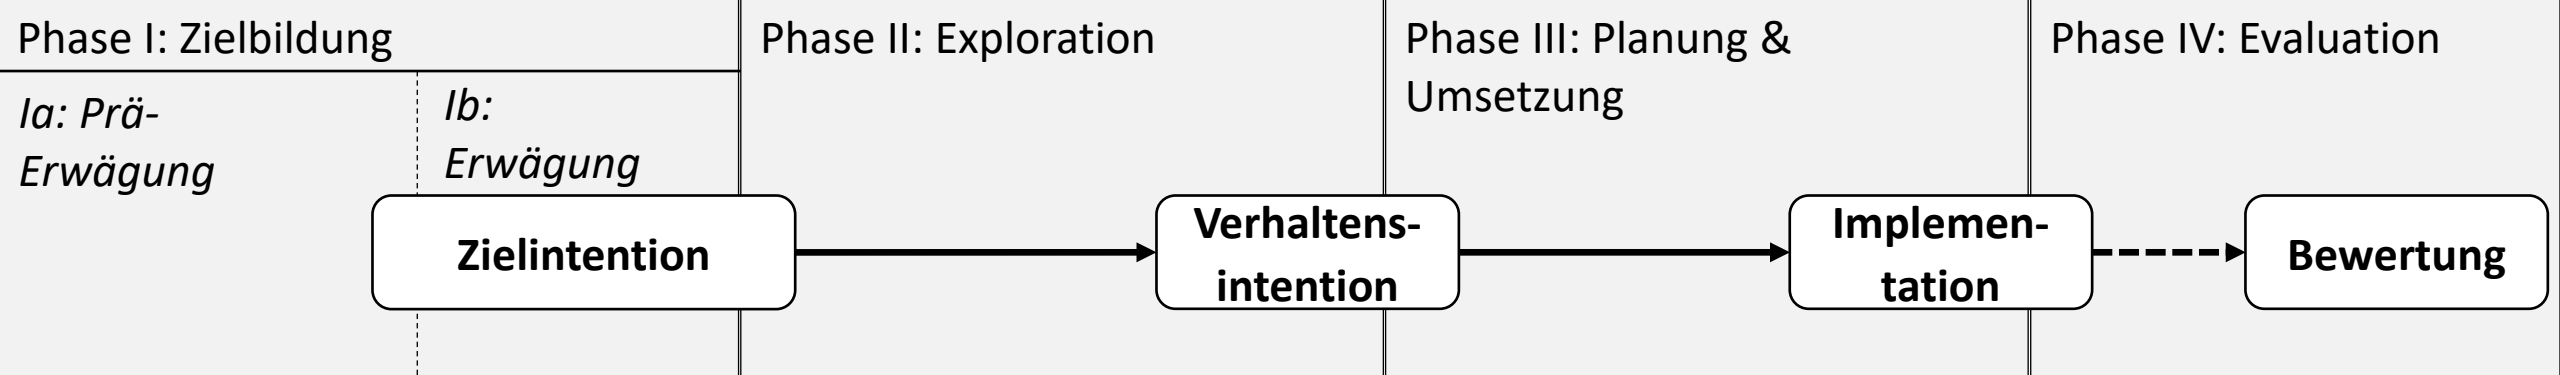 Phase I: Zielbildung
Ia: Prä-
Erwägung
Ib:
Erwägung
Phase II: Exploration
Phase III: Planung &
Umsetzung
Phase IV: Evaluation
Zielintention
Verhaltens-
intention
Implemen-
tation
Bewertung